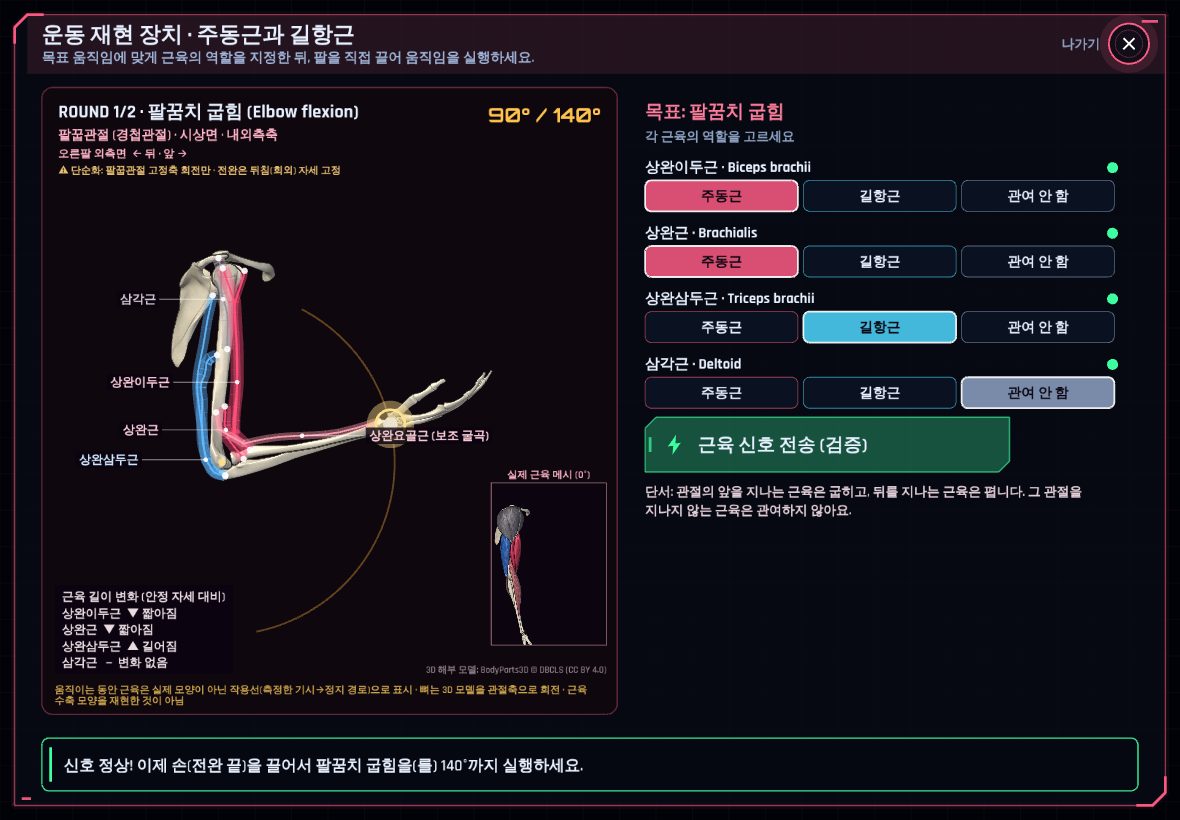 운동 재현 장치 · 주동근과 길항근
목표 움직임에 맞게 근육의 역할을 지정한 뒤, 팔을 직접 끌어 움직임을 실행하세요.
나가기
ROUND 1/2 · 팔꿈치 굽힘 (Elbow flexion)
90° / 140°
팔꿉관절 (경첩관절) · 시상면 · 내외측축
오른팔 외측면 ← 뒤 · 앞 →
⚠ 단순화: 팔꿉관절 고정축 회전만 · 전완은 뒤침(회외) 자세 고정
삼각근
상완이두근
상완근
상완삼두근
상완요골근 (보조 굴곡)
실제 근육 메시 (0°)
근육 길이 변화 (안정 자세 대비)
상완이두근 ▼ 짧아짐
상완근 ▼ 짧아짐
상완삼두근 ▲ 길어짐
삼각근 – 변화 없음
3D 해부 모델: BodyParts3D © DBCLS (CC BY 4.0)
움직이는 동안 근육은 실제 모양이 아닌 작용선(측정한 기시→정지 경로)으로 표시 · 뼈는 3D 모델을 관절축으로 회전 · 근육
수축 모양을 재현한 것이 아님
목표: 팔꿈치 굽힘
각 근육의 역할을 고르세요
상완이두근 · Biceps brachii
주동근 길항근 관여 안 함
상완근 · Brachialis
주동근 길항근 관여 안 함
상완삼두근 · Triceps brachii
주동근 길항근 관여 안 함
삼각근 · Deltoid
주동근 길항근 관여 안 함
근육 신호 전송 (검증)
단서: 관절의 앞을 지나는 근육은 굽히고, 뒤를 지나는 근육은 폅니다. 그 관절을
지나지 않는 근육은 관여하지 않아요.
신호 정상! 이제 손(전완 끝)을 끌어서 팔꿈치 굽힘을(를) 140°까지 실행하세요.